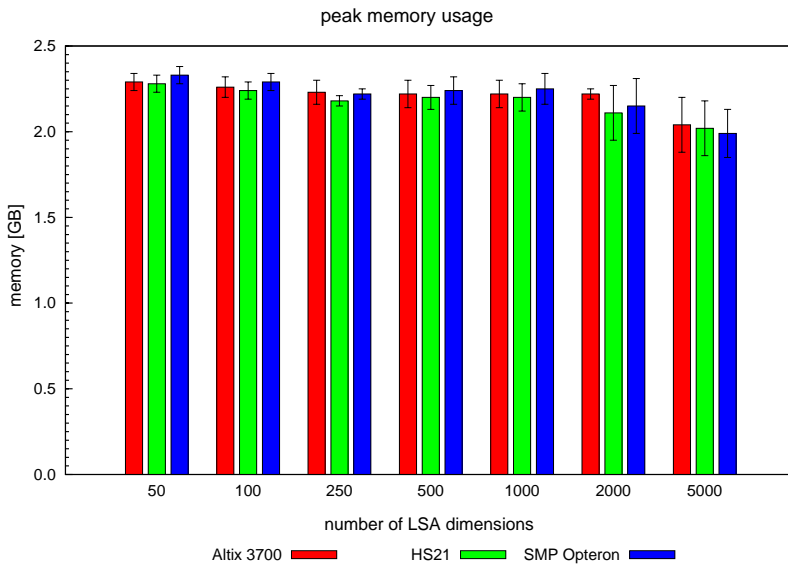 peak memory usage
2.5
2.0
1.5
1.0
0.5
0.0
memory [GB]
50 100 250 500 1000 2000 5000
number of LSA dimensions
Altix 3700 HS21 SMP Opteron